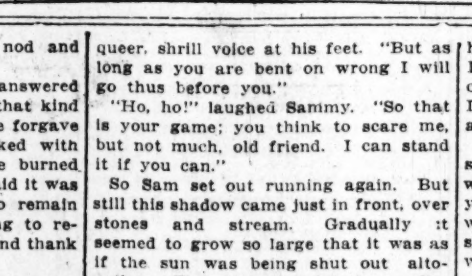 nod and
answered
that kind
forgave
ked with
burned
id it was
remain
ng to re-
nd thank
queer, shrill voice at his feet. "But as
long as you are bent on wrong I will
go thus before you."
"Ho, ho!" laughed Sammy. "So that
is your game; you think to scare me,
but not much, old friend. I can stand
it if you can."
So Sam set out running again. But
still this shadow came just in front, over
stones and stream. Gradually :t
seemed to grow so large that it was as
if the sun was being shut out alto-